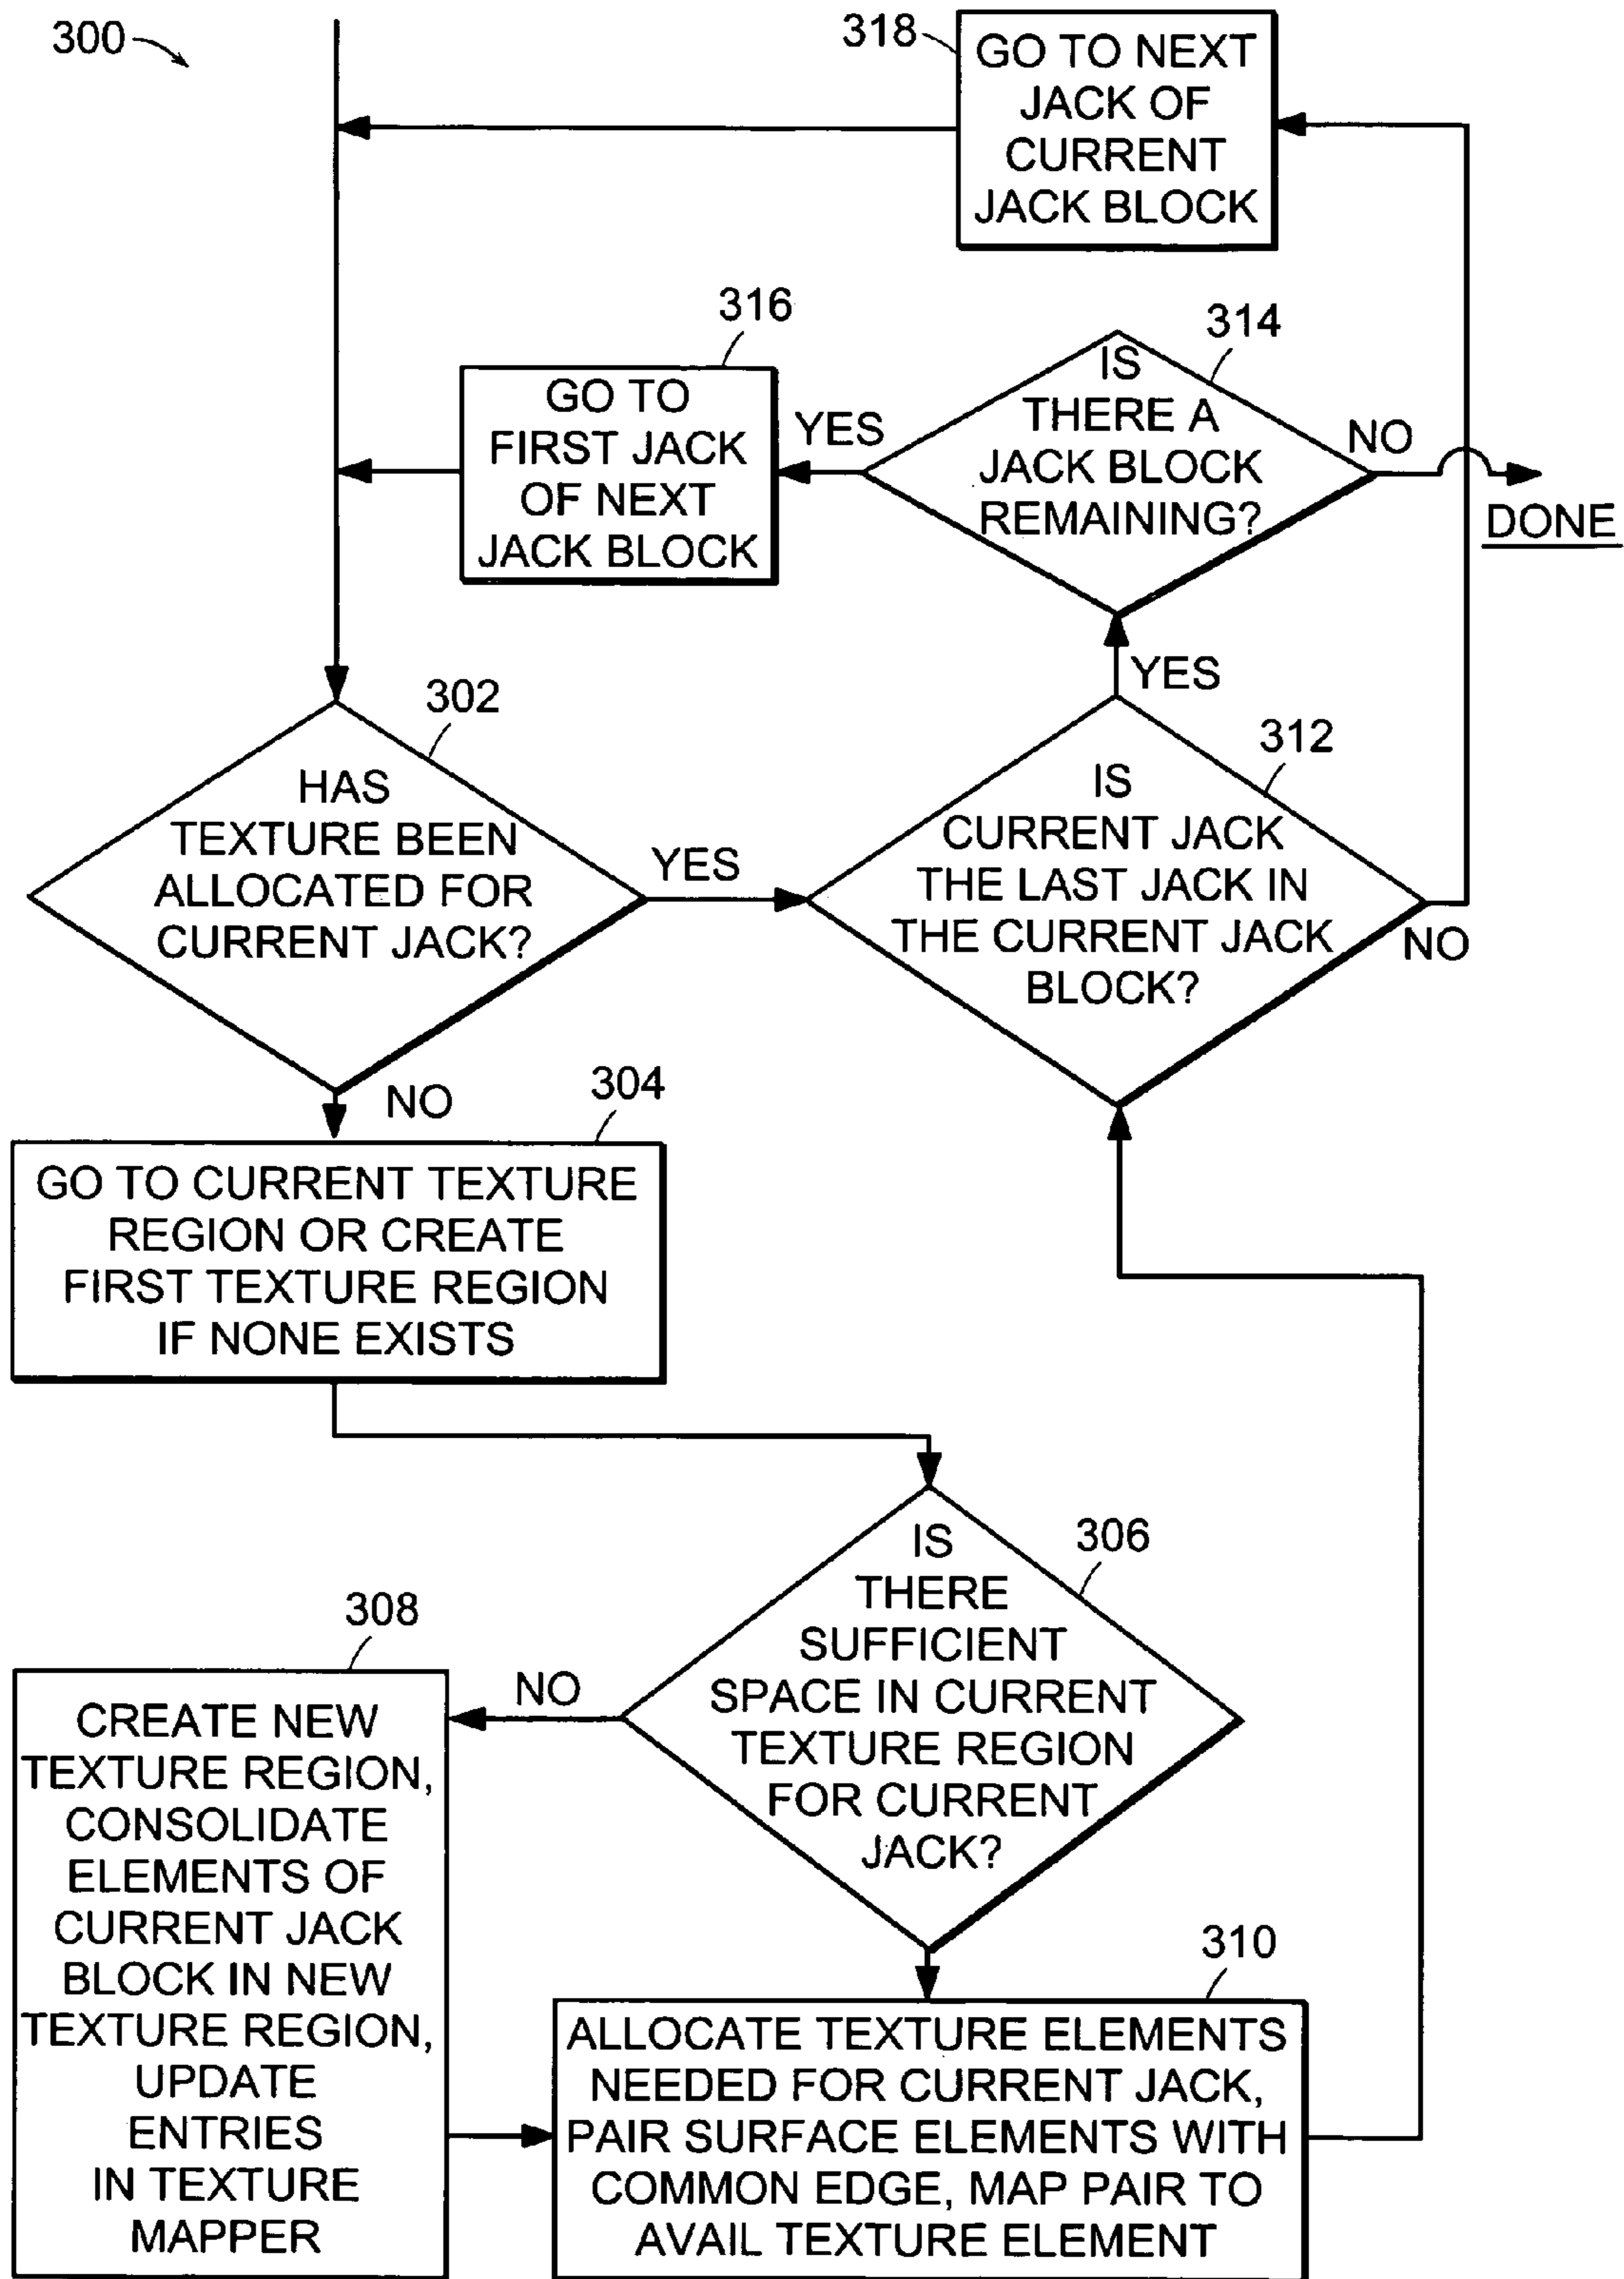 300
318
GO TO NEXT
JACK OF
CURRENT
JACK BLOCK
316
GO TO
FIRST JACK
OF NEXT
JACK BLOCK
YES
314
IS
THERE A
JACK BLOCK
REMAINING?
NO
DONE
YES
302
HAS
TEXTURE BEEN
ALLOCATED FOR
CURRENT JACK?
YES
312
IS
CURRENT JACK
THE LAST JACK IN
THE CURRENT JACK
BLOCK?
NO
NO
304
GO TO CURRENT TEXTURE
REGION OR CREATE
FIRST TEXTURE REGION
IF NONE EXISTS
306
IS
THERE
SUFFICIENT
SPACE IN CURRENT
TEXTURE REGION
FOR CURRENT
JACK?
NO
308
CREATE NEW
TEXTURE REGION,
CONSOLIDATE
ELEMENTS OF
CURRENT JACK
BLOCK IN NEW
TEXTURE REGION,
UPDATE
ENTRIES
IN TEXTURE
MAPPER
310
ALLOCATE TEXTURE ELEMENTS
NEEDED FOR CURRENT JACK,
PAIR SURFACE ELEMENTS WITH
COMMON EDGE, MAP PAIR TO
AVAIL TEXTURE ELEMENT